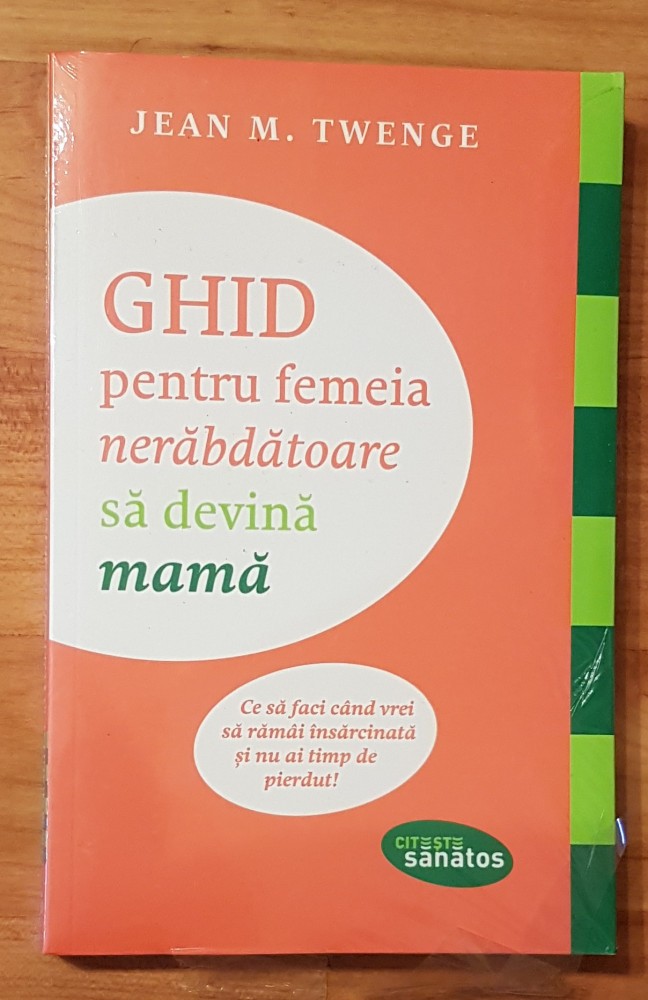 JEAN M. TWENGE
GHID
pentru femeia
nerăbdătoare
să devină
mamă
Ce să faci când vrei
să rămâi însărcinată
și nu ai timp de
pierdut!
CITEȘTE
sănătos